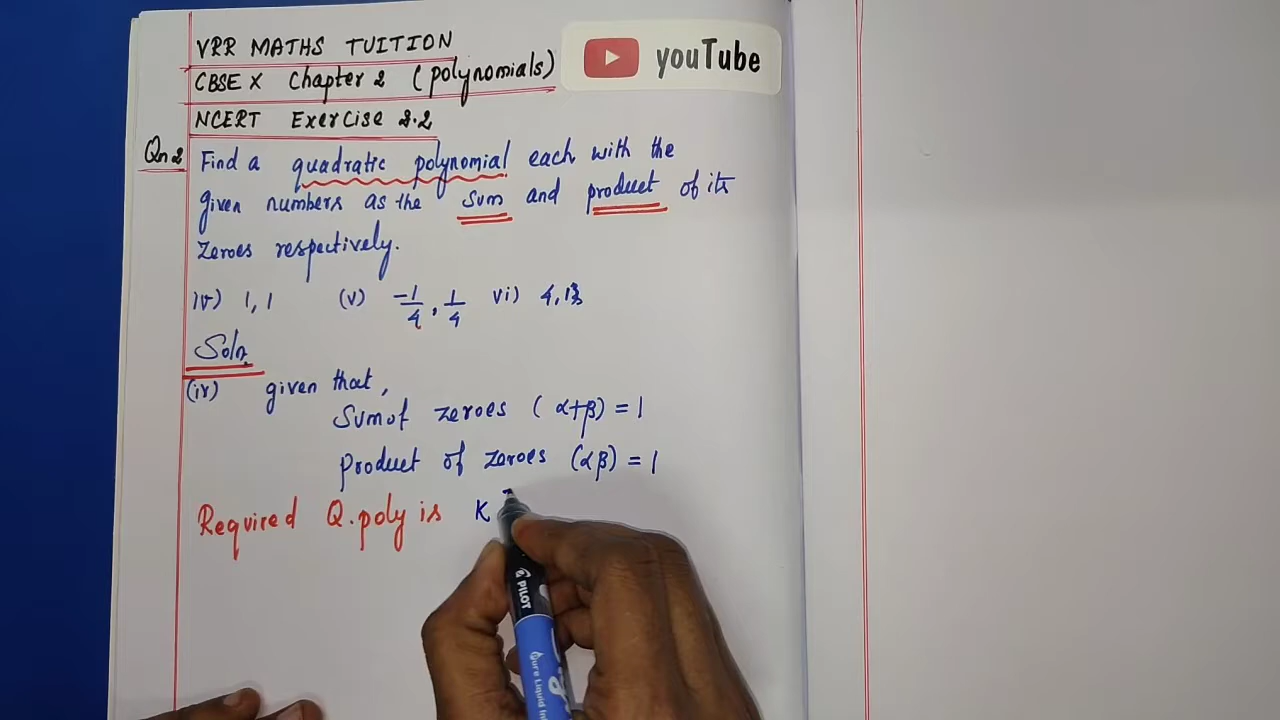 VRR MATHS TUITION
youTube
CBSE X Chapter 2 (polynomials)
NCERT Exercise 2.2
Qn 2 Find a quadratic polynomial each with the
given numbers as the sum and product of its
zeroes respectively.
iv) 1, 1 (v) -1/4, 1/4 vi) 4, 1
Soln.
(iv) given that,
Sum of zeroes (α+β) = 1
product of zeroes (αβ) = 1
Required Q.poly is K
PILOT